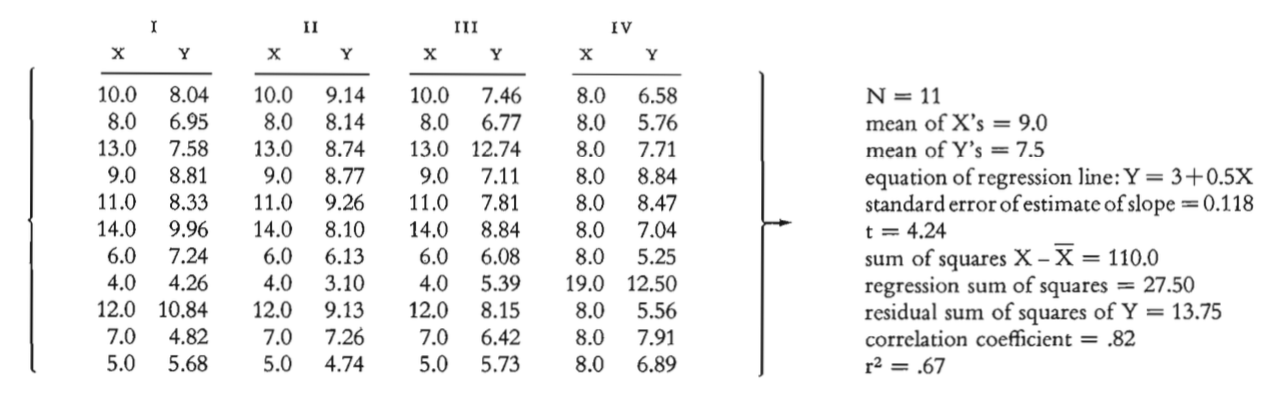 I II III IV
X Y X Y X Y X Y
10.0 8.04 10.0 9.14 10.0 7.46 8.0 6.58 N = 11
8.0 6.95 8.0 8.14 8.0 6.77 8.0 5.76 mean of X's = 9.0
13.0 7.58 13.0 8.74 13.0 12.74 8.0 7.71 mean of Y's = 7.5
9.0 8.81 9.0 8.77 9.0 7.11 8.0 8.84 equation of regression line: Y = 3+0.5X
11.0 8.33 11.0 9.26 11.0 7.81 8.0 8.47 standard error of estimate of slope = 0.118
14.0 9.96 14.0 8.10 14.0 8.84 8.0 7.04 t = 4.24
6.0 7.24 6.0 6.13 6.0 6.08 8.0 5.25 sum of squares X – X̅ = 110.0
4.0 4.26 4.0 3.10 4.0 5.39 19.0 12.50 regression sum of squares = 27.50
12.0 10.84 12.0 9.13 12.0 8.15 8.0 5.56 residual sum of squares of Y = 13.75
7.0 4.82 7.0 7.26 7.0 6.42 8.0 7.91 correlation coefficient = .82
5.0 5.68 5.0 4.74 5.0 5.73 8.0 6.89 r² = .67